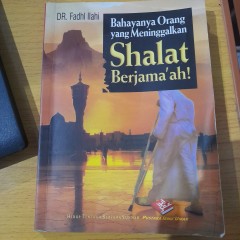 DR. Fadhl Ilahi
Bahayanya Orang
yang Meninggalkan
Shalat
Berjama'ah!